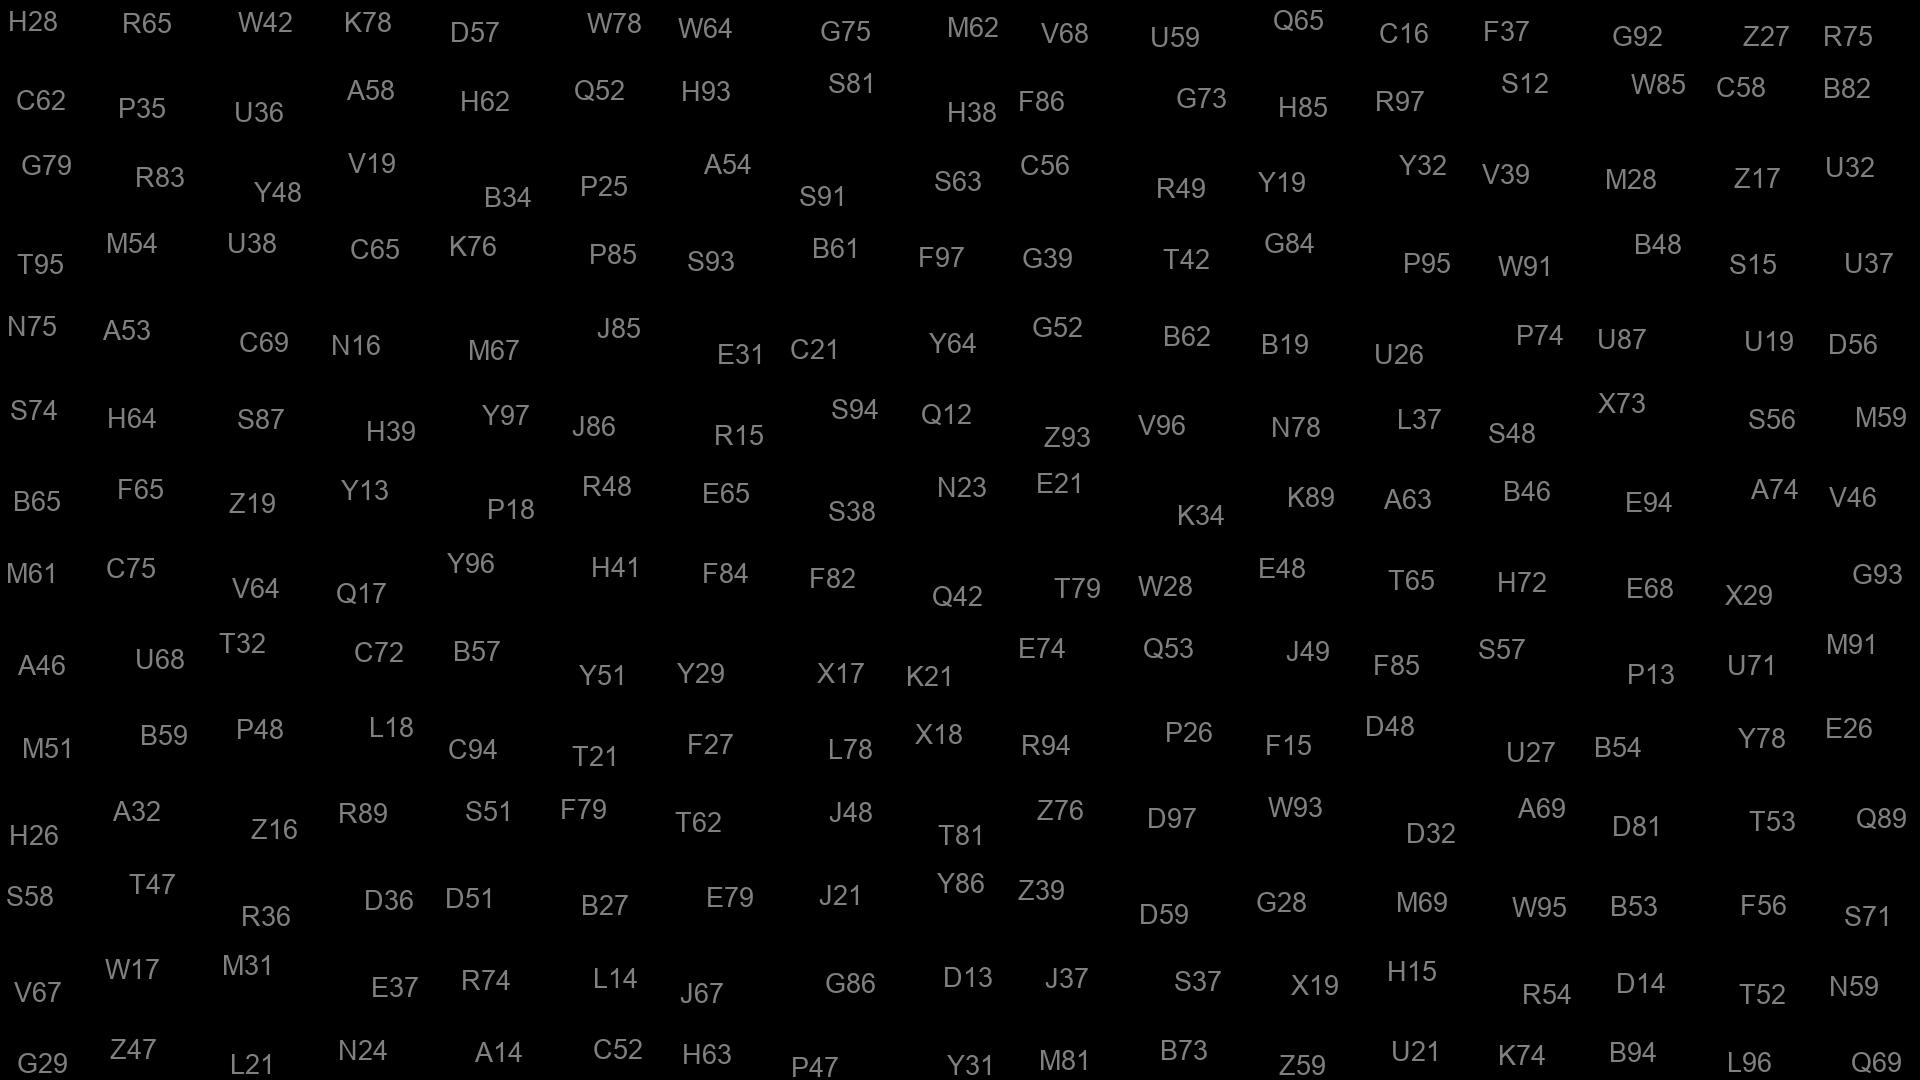 H28 R65 W42 K78 D57 W78 W64 G75 M62 V68 U59 Q65 C16 F37 G92 Z27 R75
C62 P35 U36 A58 H62 Q52 H93 S81 H38 F86 G73 H85 R97 S12 W85 C58 B82
G79 R83 Y48 V19 B34 P25 A54 S91 S63 C56 R49 Y19 Y32 V39 M28 Z17 U32
T95 M54 U38 C65 K76 P85 S93 B61 F97 G39 T42 G84 P95 W91 B48 S15 U37
N75 A53 C69 N16 M67 J85 E31 C21 Y64 G52 B62 B19 U26 P74 U87 U19 D56
S74 H64 S87 H39 Y97 J86 R15 S94 Q12 Z93 V96 N78 L37 S48 X73 S56 M59
B65 F65 Z19 Y13 P18 R48 E65 S38 N23 E21 K34 K89 A63 B46 E94 A74 V46
M61 C75 V64 Q17 Y96 H41 F84 F82 Q42 T79 W28 E48 T65 H72 E68 X29 G93
A46 U68 T32 C72 B57 Y51 Y29 X17 K21 E74 Q53 J49 F85 S57 P13 U71 M91
M51 B59 P48 L18 C94 T21 F27 L78 X18 R94 P26 F15 D48 U27 B54 Y78 E26
H26 A32 Z16 R89 S51 F79 T62 J48 T81 Z76 D97 W93 D32 A69 D81 T53 Q89
S58 T47 R36 D36 D51 B27 E79 J21 Y86 Z39 D59 G28 M69 W95 B53 F56 S71
V67 W17 M31 E37 R74 L14 J67 G86 D13 J37 S37 X19 H15 R54 D14 T52 N59
G29 Z47 L21 N24 A14 C52 H63 P47 Y31 M81 B73 Z59 U21 K74 B94 L96 Q69